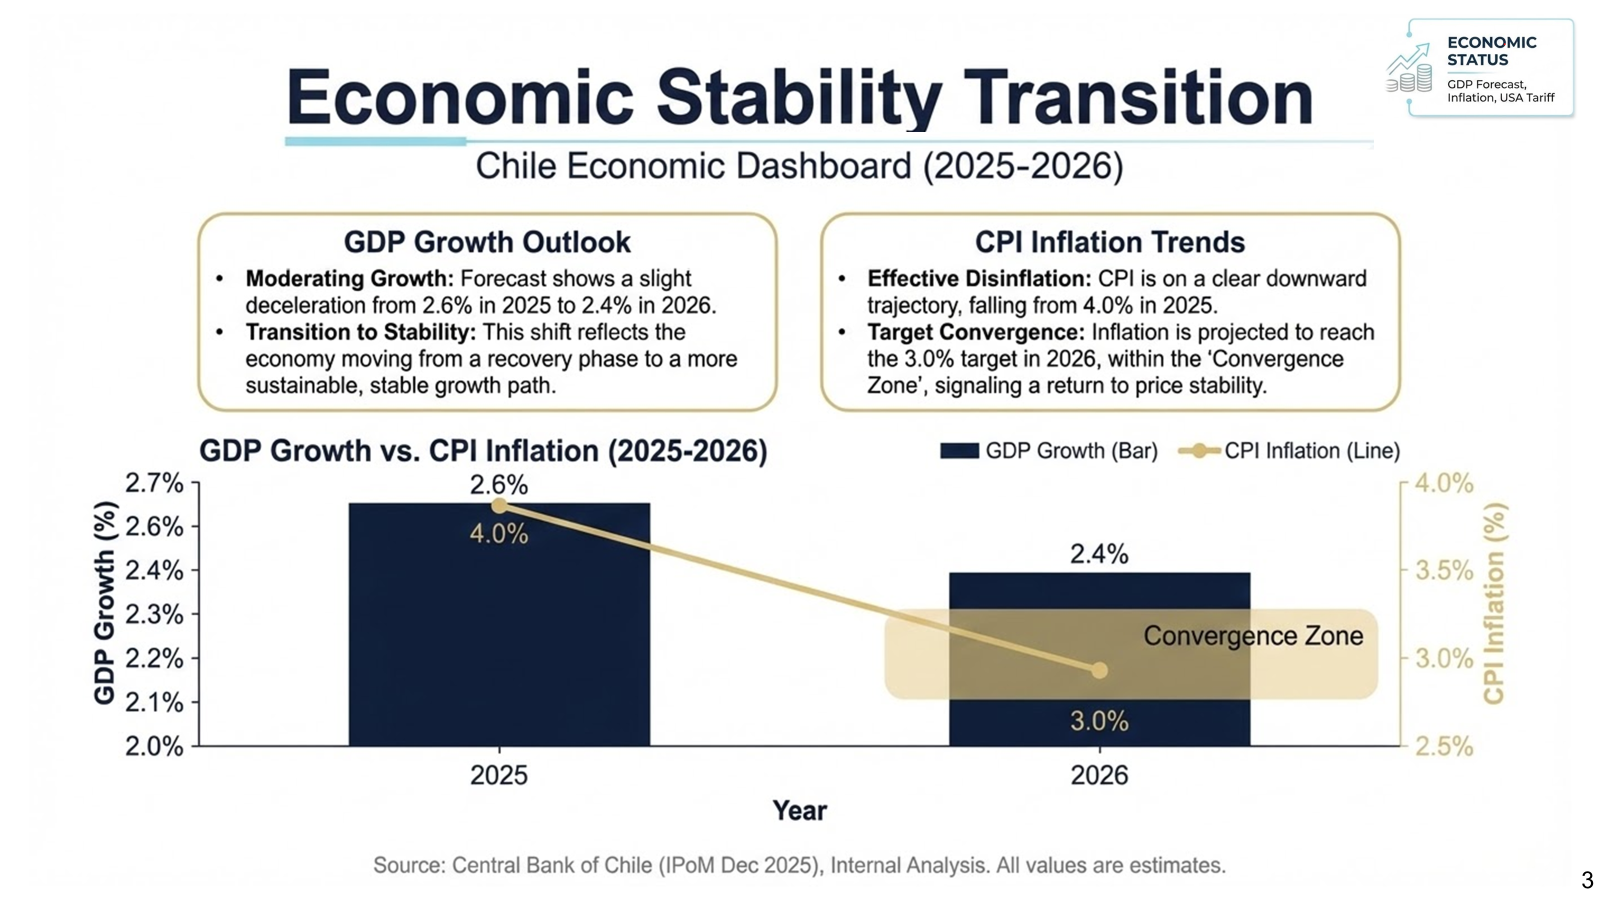 ECONOMIC
STATUS
GDP Forecast,
Inflation, USA Tariff
Economic Stability Transition
Chile Economic Dashboard (2025-2026)
GDP Growth Outlook
• Moderating Growth: Forecast shows a slight
deceleration from 2.6% in 2025 to 2.4% in 2026.
• Transition to Stability: This shift reflects the
economy moving from a recovery phase to a more
sustainable, stable growth path.
CPI Inflation Trends
• Effective Disinflation: CPI is on a clear downward
trajectory, falling from 4.0% in 2025.
• Target Convergence: Inflation is projected to reach
the 3.0% target in 2026, within the ‘Convergence
Zone’, signaling a return to price stability.
GDP Growth vs. CPI Inflation (2025-2026)
GDP Growth (Bar)
CPI Inflation (Line)
GDP Growth (%)
2.7%
2.6%
2.4%
2.3%
2.2%
2.1%
2.0%
2.6%
4.0%
2.4%
Convergence Zone
3.0%
4.0%
3.5%
3.0%
2.5%
CPI Inflation (%)
2025
2026
Year
Source: Central Bank of Chile (IPoM Dec 2025), Internal Analysis. All values are estimates.
3